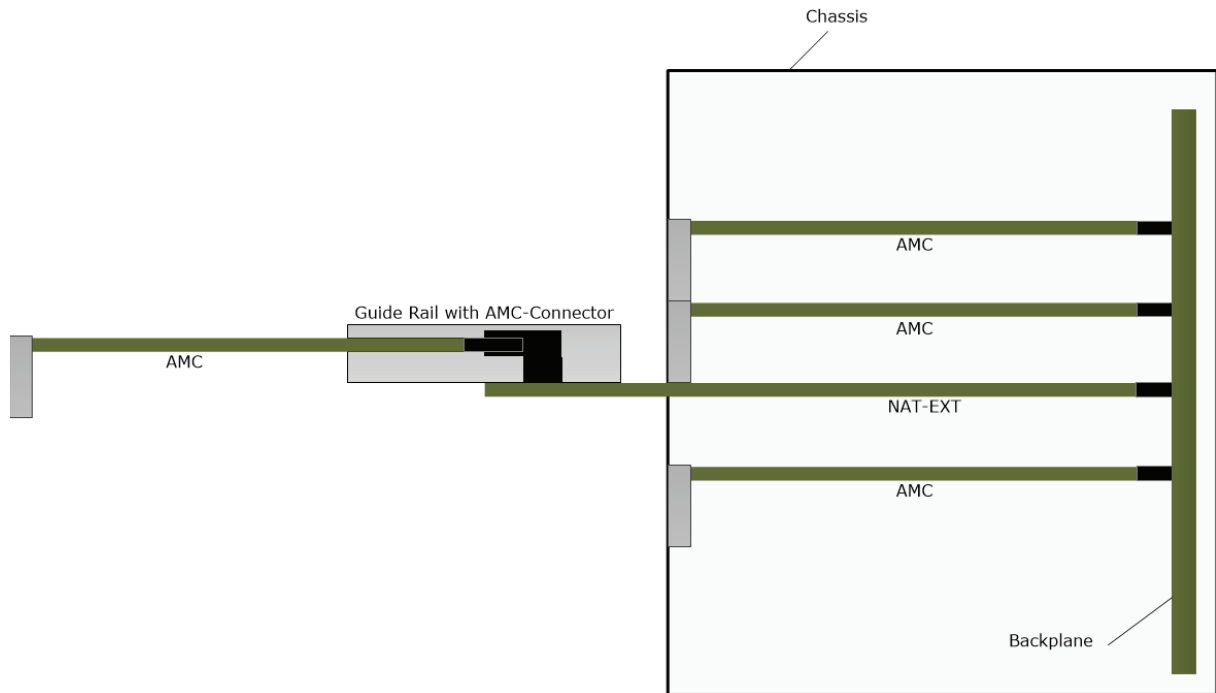 Chassis
AMC
Guide Rail with AMC-Connector
AMC
AMC
NAT-EXT
AMC
Backplane